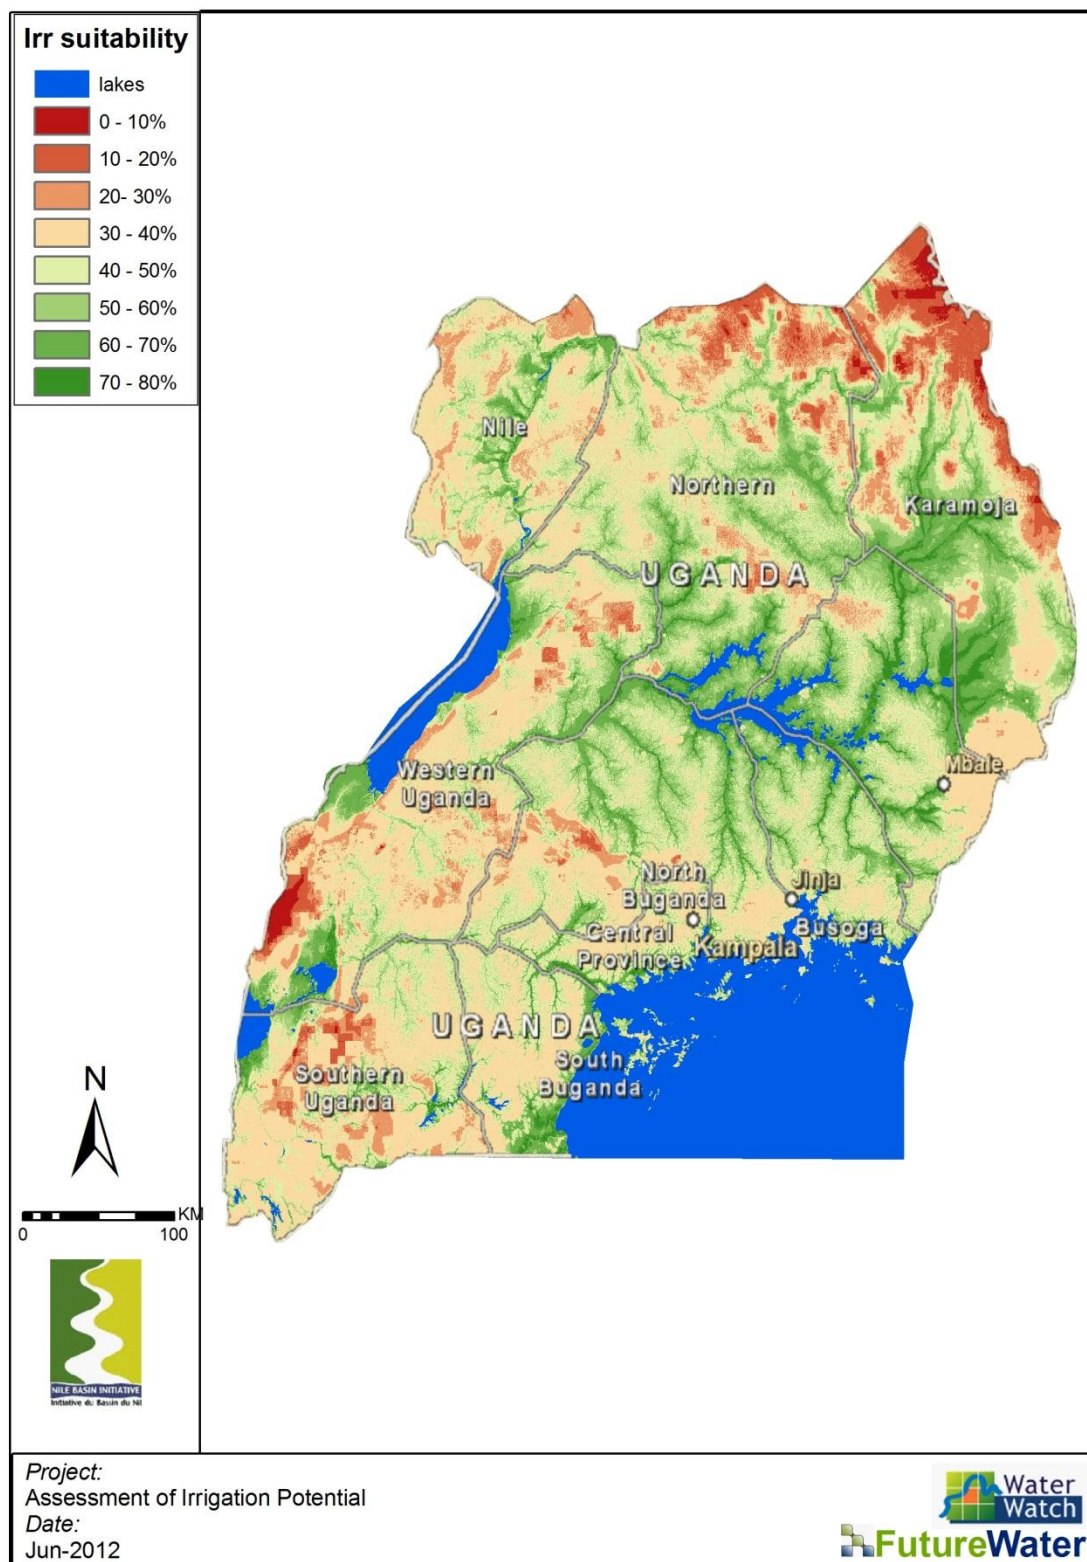 Irr suitability
lakes
0 - 10%
10 - 20%
20- 30%
30 - 40%
40 - 50%
50 - 60%
60 - 70%
70 - 80%
Nile
Northern
Karamoja
UGANDA
Mbale
Western
Uganda
North
Buganda
Jinja
Busoga
Central
Province
Kampala
UGANDA
South
Buganda
Southern
Uganda
N
KM
0 100
NILE BASIN INITIATIVE
Initiative du Bassin du Nil
Project:
Assessment of Irrigation Potential
Date:
Jun-2012
Water
Watch
FutureWater